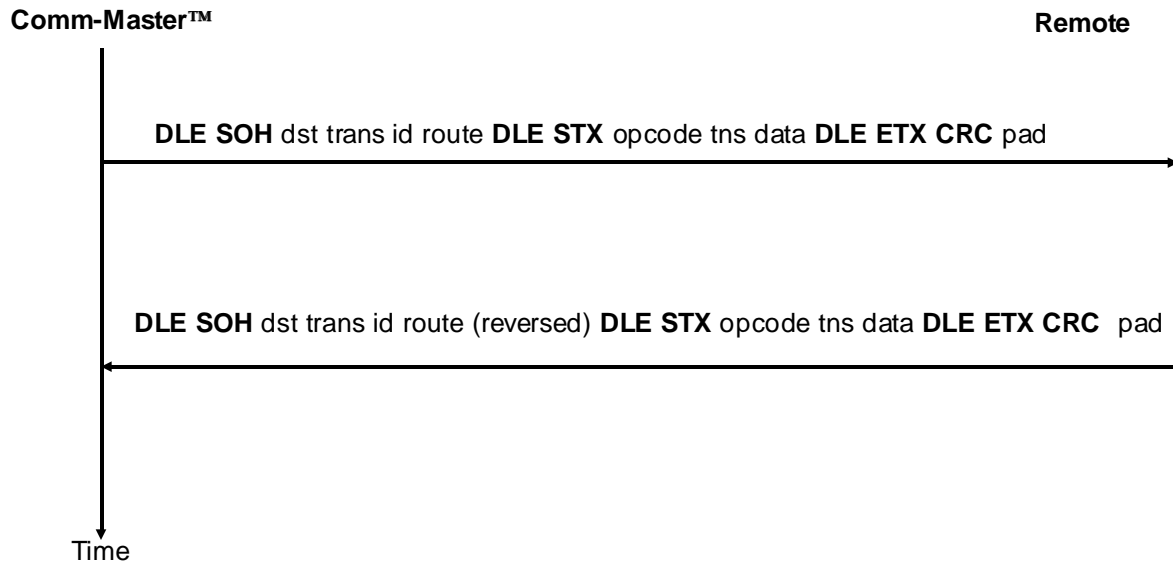 Comm-Master™
Remote
DLE SOH dst trans id route DLE STX opcode tns data DLE ETX CRC pad
DLE SOH dst trans id route (reversed) DLE STX opcode tns data DLE ETX CRC pad
Time